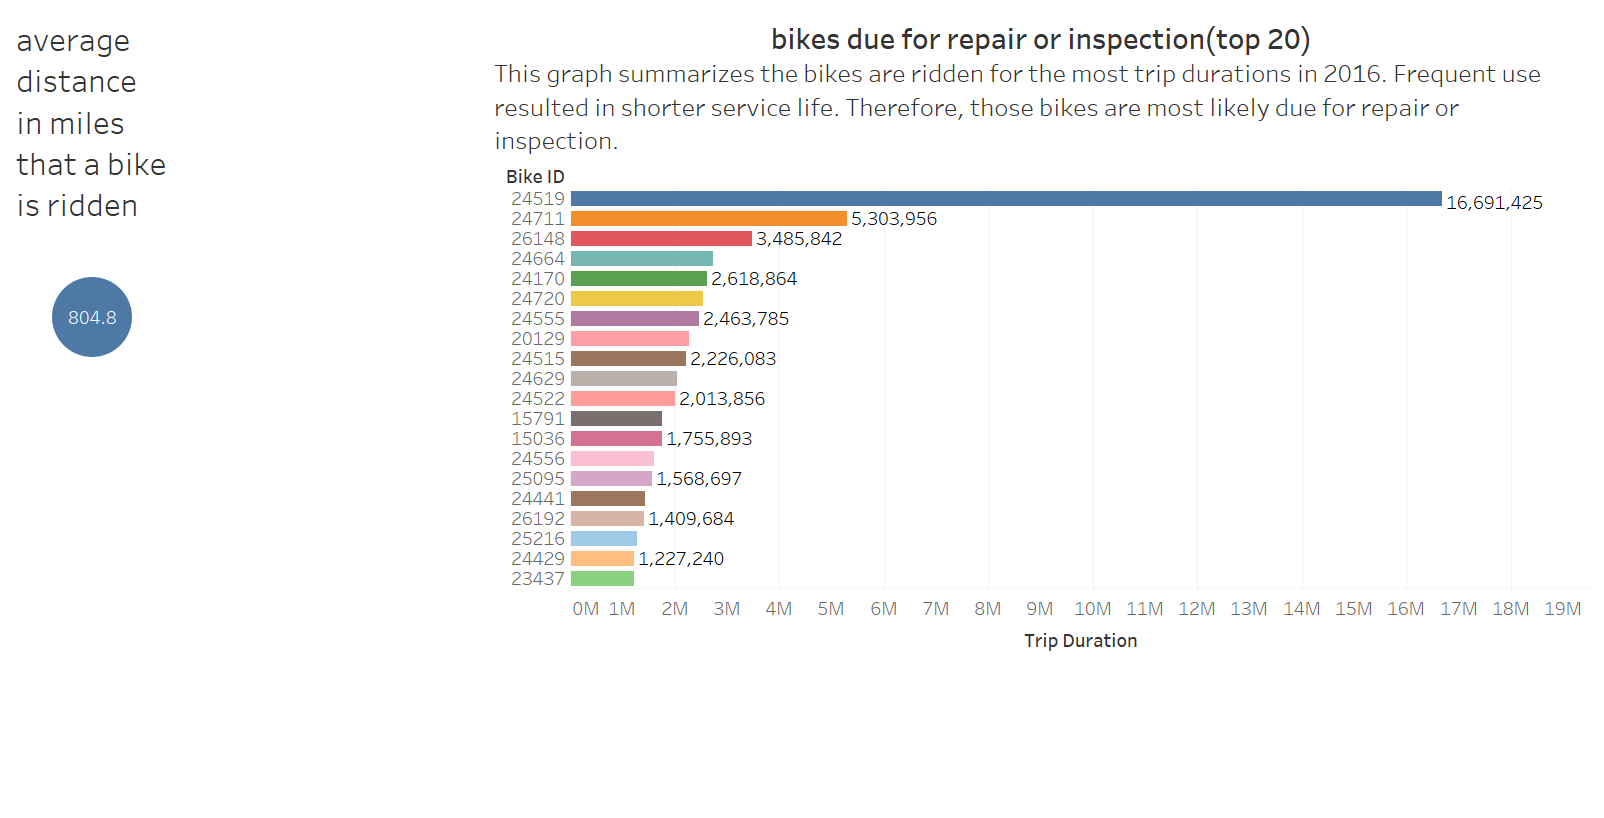 average
distance
in miles
that a bike
is ridden
804.8
bikes due for repair or inspection(top 20)
This graph summarizes the bikes are ridden for the most trip durations in 2016. Frequent use
resulted in shorter service life. Therefore, those bikes are most likely due for repair or
inspection.
Bike ID
24519 16,691,425
24711 5,303,956
26148 3,485,842
24664
24170 2,618,864
24720
24555 2,463,785
20129
24515 2,226,083
24629
24522 2,013,856
15791
15036 1,755,893
24556
25095 1,568,697
24441
26192 1,409,684
25216
24429 1,227,240
23437
0M 1M 2M 3M 4M 5M 6M 7M 8M 9M 10M 11M 12M 13M 14M 15M 16M 17M 18M 19M
Trip Duration